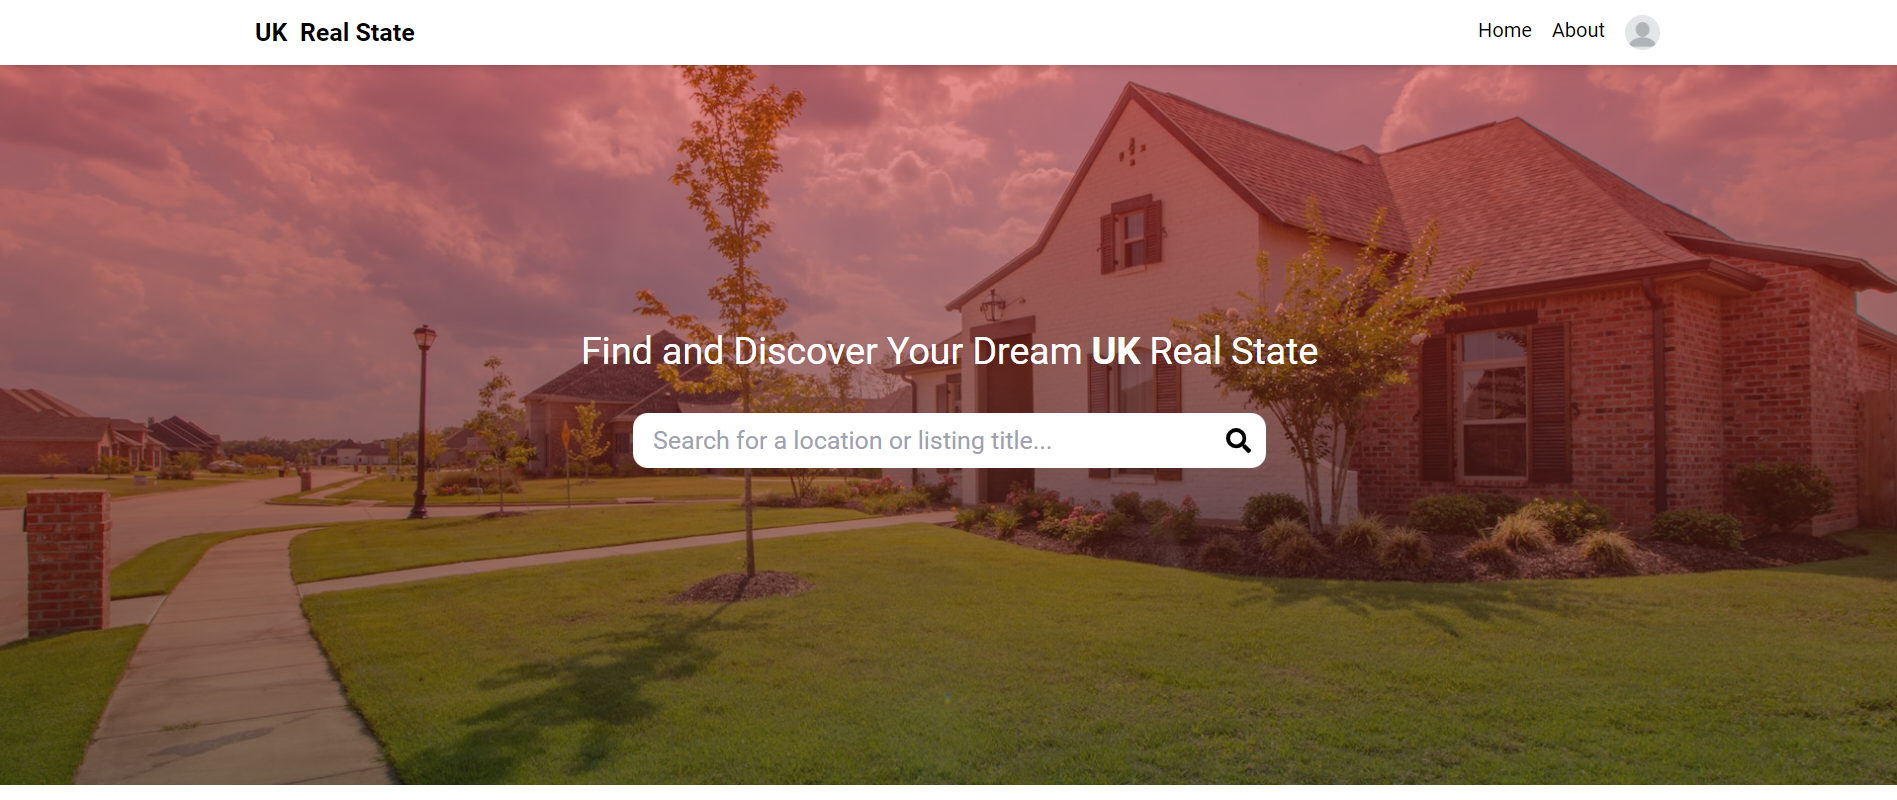 UK Real State
Home About
Find and Discover Your Dream UK Real State
Search for a location or listing title...